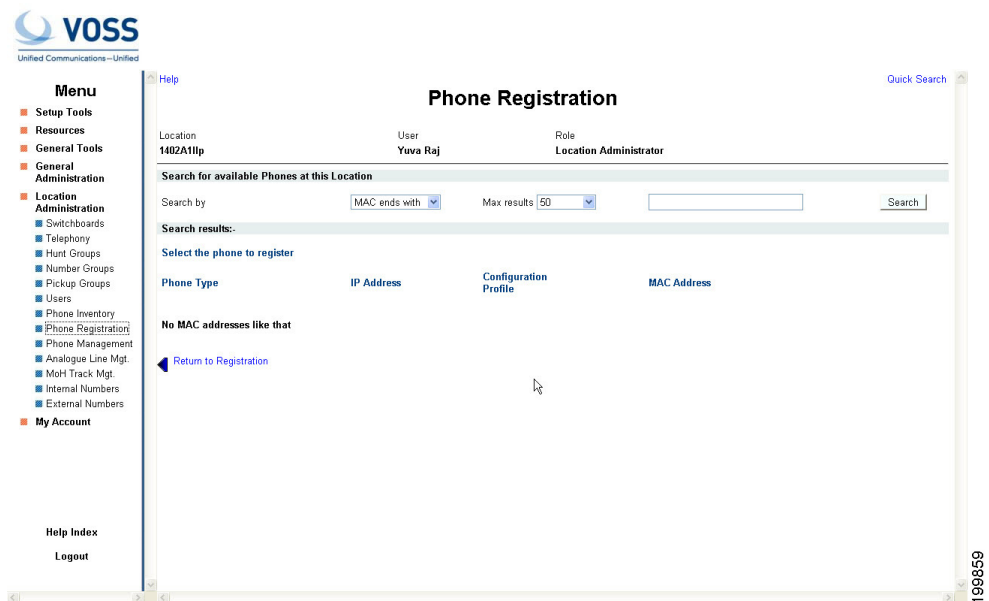 VOSS
Unified Communications—Unified
Menu
Setup Tools
Resources
General Tools
General
Administration
Location
Administration
Switchboards
Telephony
Hunt Groups
Number Groups
Pickup Groups
Users
Phone Inventory
Phone Registration
Phone Management
Analogue Line Mgt.
MoH Track Mgt.
Internal Numbers
External Numbers
My Account
Help Index
Logout
Help
Quick Search
Phone Registration
Location User Role
1402A1llp Yuva Raj Location Administrator
Search for available Phones at this Location
Search by MAC ends with Max results 50 Search
Search results:-
Select the phone to register
Phone Type IP Address Configuration Profile MAC Address
No MAC addresses like that
Return to Registration
199859